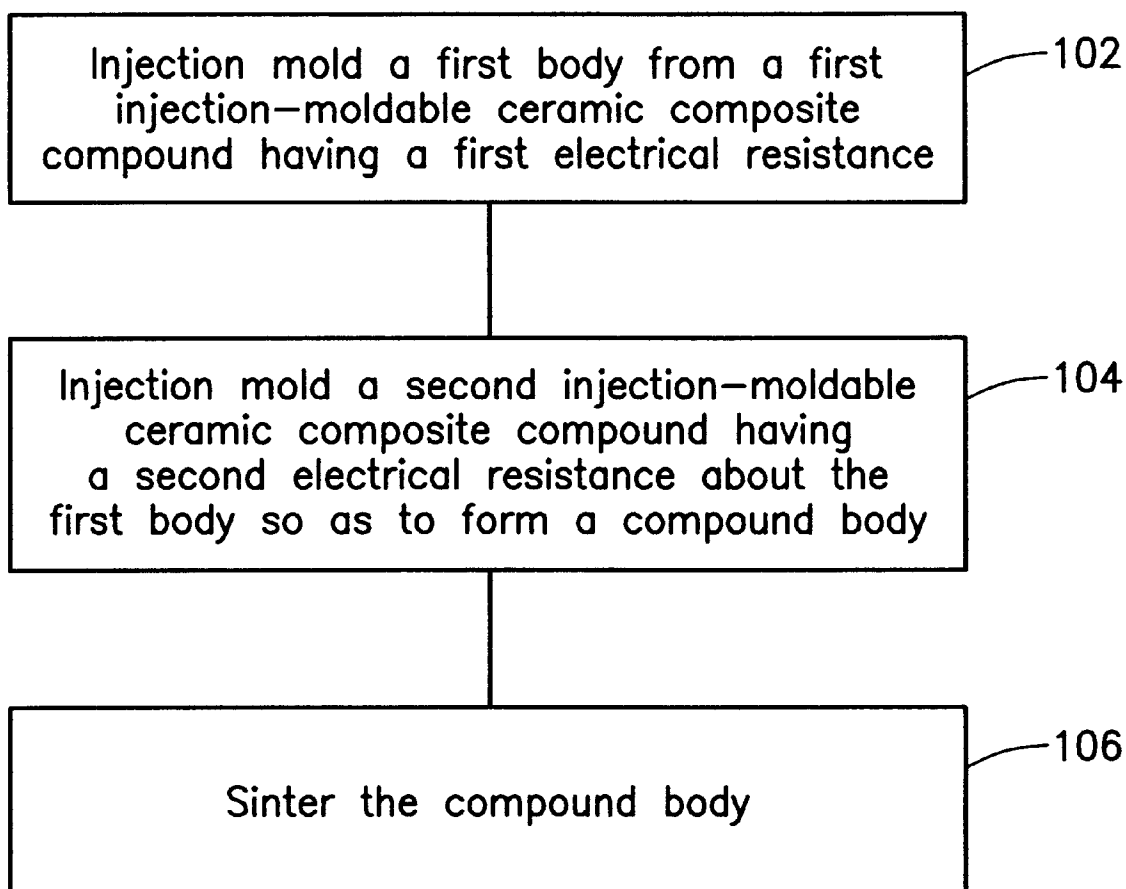 Injection mold a first body from a first
injection-moldable ceramic composite
compound having a first electrical resistance
102
Injection mold a second injection-moldable
ceramic composite compound having
a second electrical resistance about the
first body so as to form a compound body
104
Sinter the compound body
106